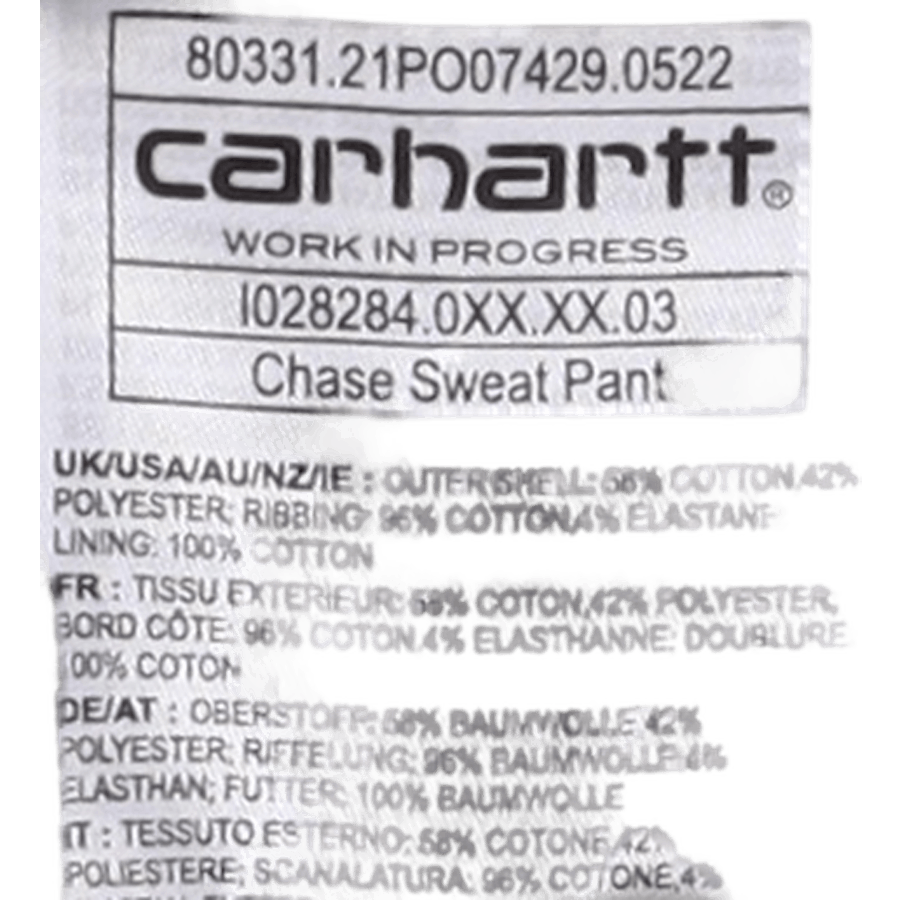 80331.21PO07429.0522
carhartt®
WORK IN PROGRESS
I028284.0XX.XX.03
Chase Sweat Pant
UK/USA/AU/NZ/IE : OUTER SHELL: 58% COTTON,42%
POLYESTER; RIBBING: 96% COTTON,4% ELASTANE
LINING: 100% COTTON
FR : TISSU EXTERIEUR: 58% COTON,42% POLYESTER,
BORD CÔTE: 96% COTON,4% ELASTHANNE: DOUBLURE
100% COTON
DE/AT : OBERSTOFF: 58% BAUMWOLLE 42%
POLYESTER; RIFFELUNG: 96% BAUMWOLLE 4%
ELASTHAN; FUTTER: 100% BAUMWOLLE
IT : TESSUTO ESTERNO: 58% COTONE,42%
POLIESTERE; SCANALATURA: 96% COTONE,4%